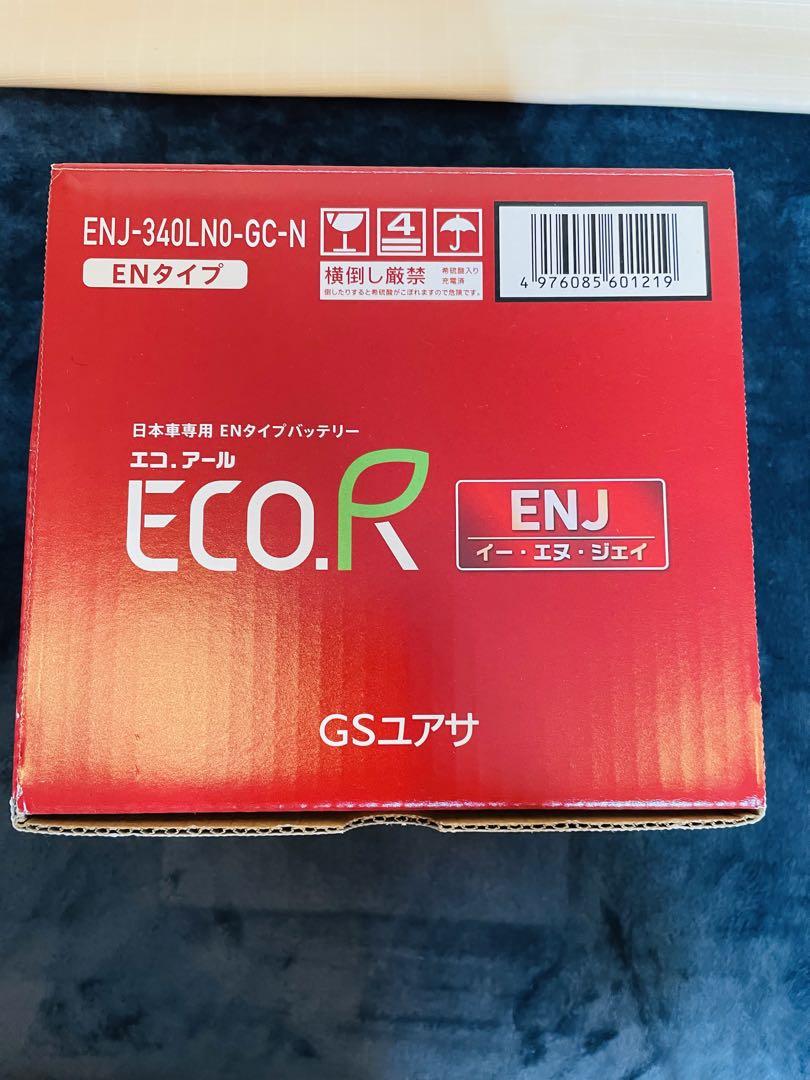 ENJ-340LN0-GC-N
ENタイプ
4
横倒し厳禁
希硫酸入り
充電済
倒したりすると希硫酸がこぼれますので危険です。
4 976085 601219
日本車専用 ENタイプバッテリー
エコ.アール
ECO.R
ENJ
イー・エヌ・ジェイ
GSユアサ